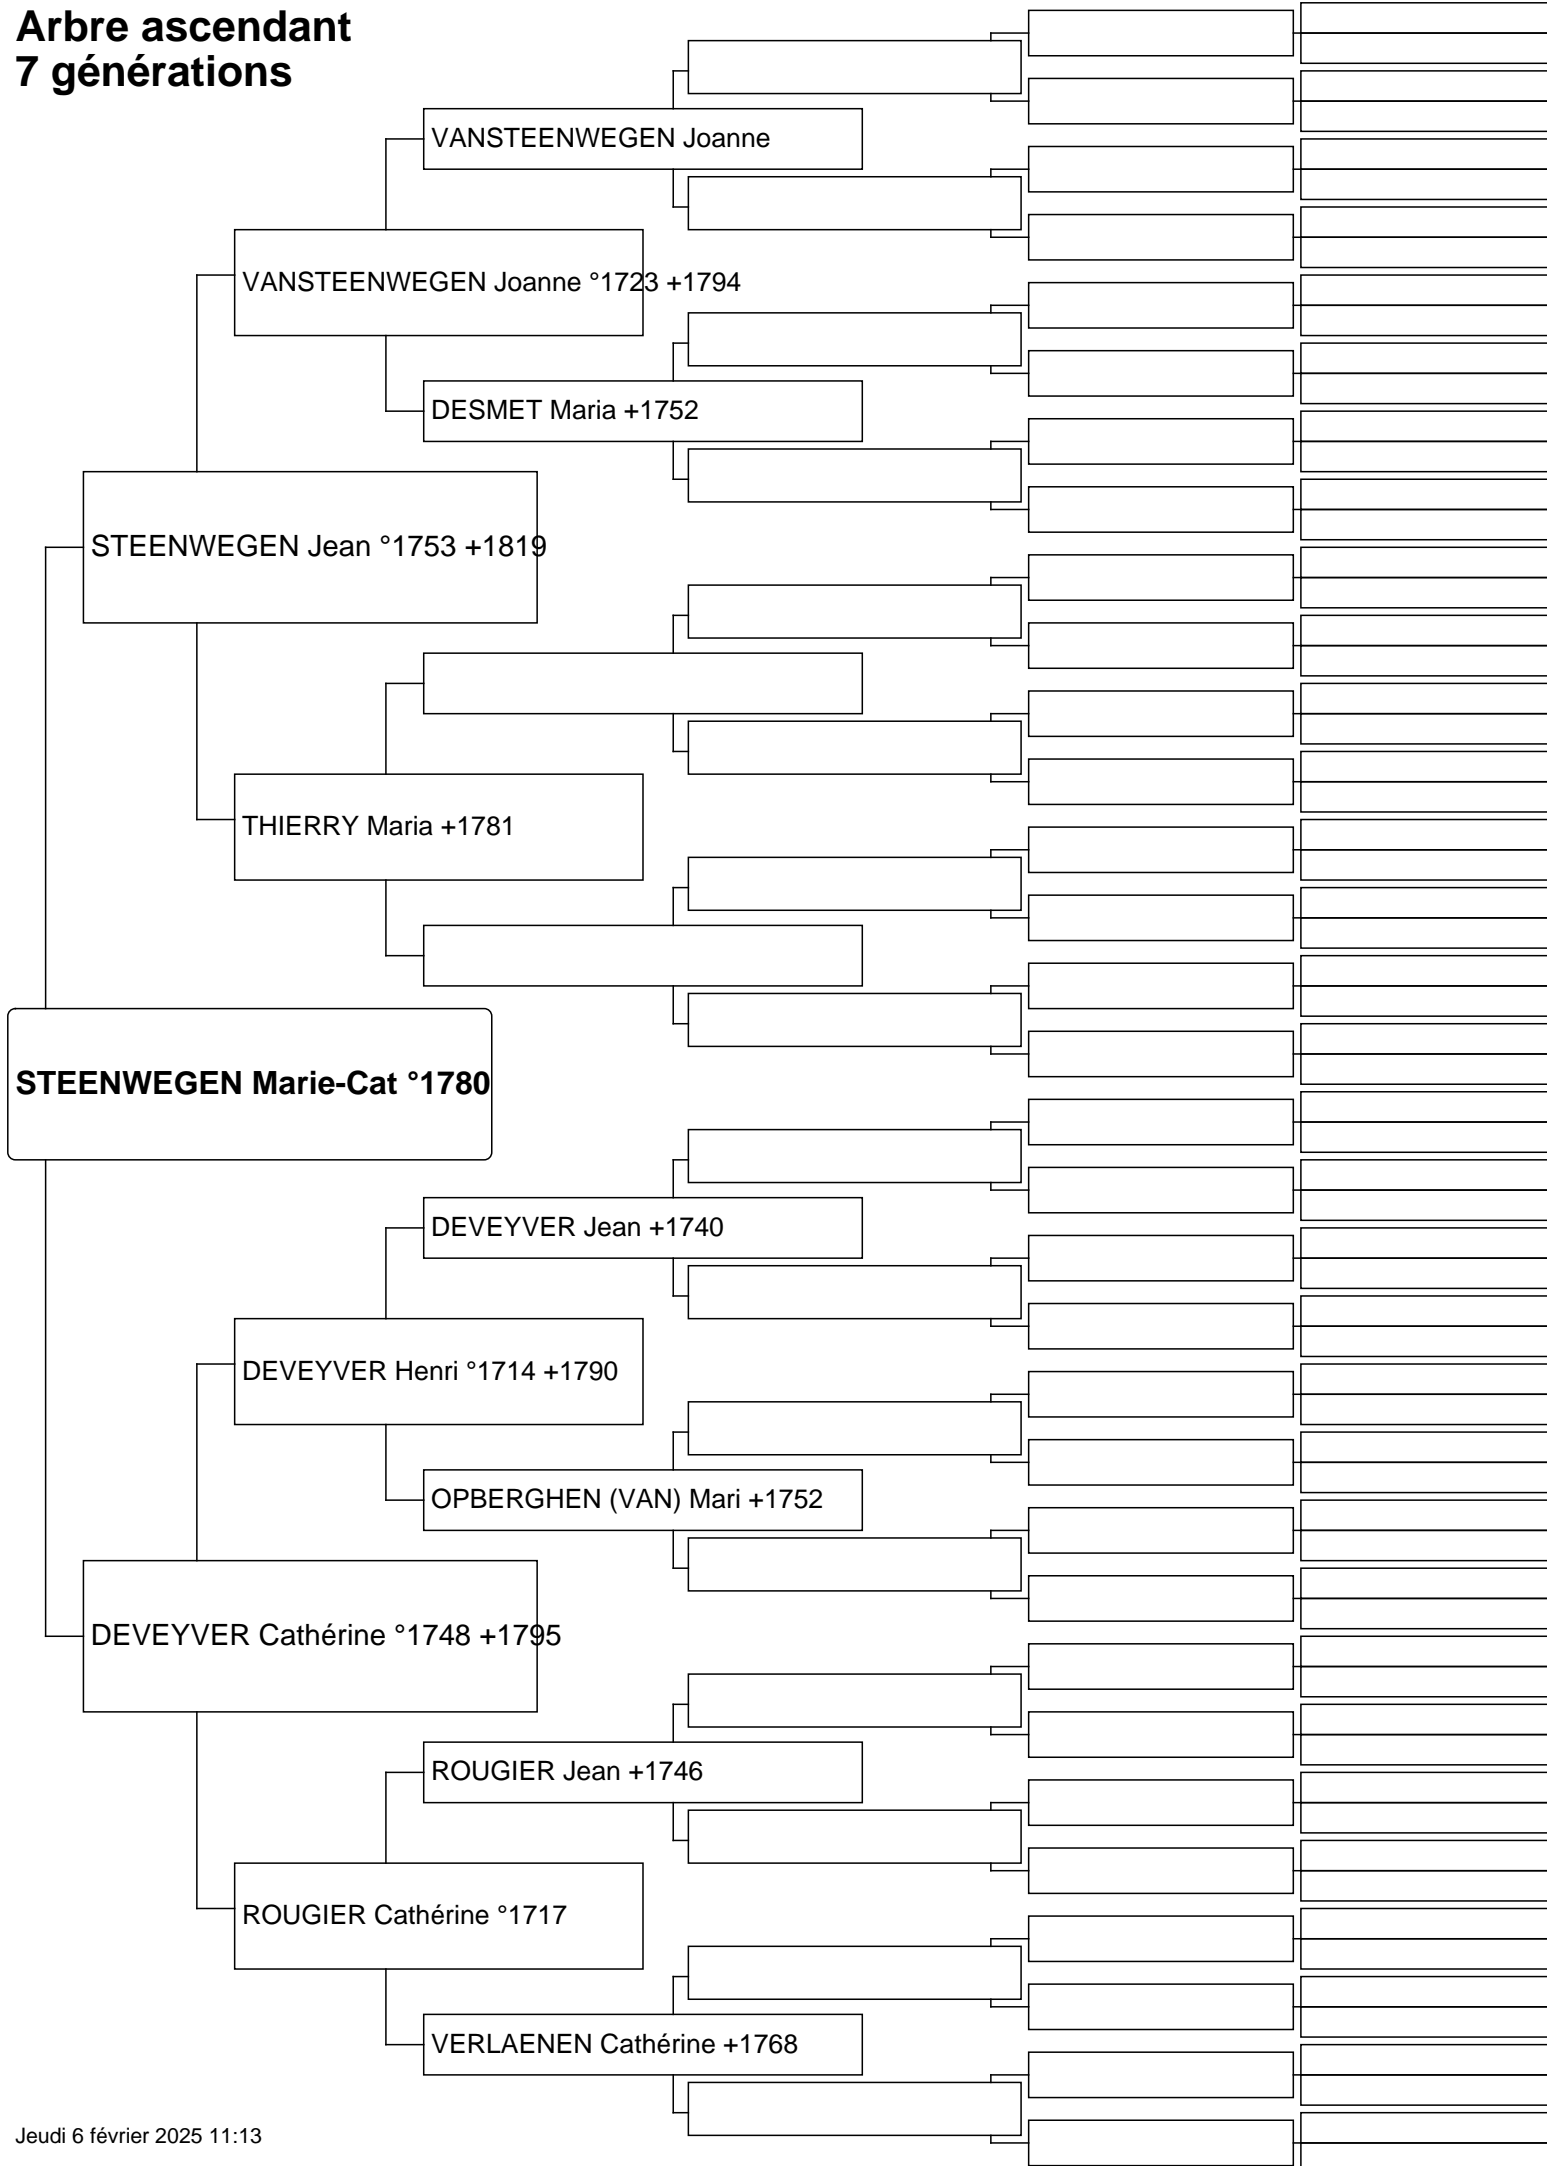 Arbre ascendant
7 générations
VANSTEENWEGEN Joanne
VANSTEENWEGEN Joanne °1723 +1794
DESMET Maria +1752
STEENWEGEN Jean °1753 +1819
THIERRY Maria +1781
STEENWEGEN Marie-Cat °1780
DEVEYVER Jean +1740
DEVEYVER Henri °1714 +1790
OPBERGHEN (VAN) Mari +1752
DEVEYVER Cathérine °1748 +1795
ROUGIER Jean +1746
ROUGIER Cathérine °1717
VERLAENEN Cathérine +1768
Jeudi 6 février 2025 11:13